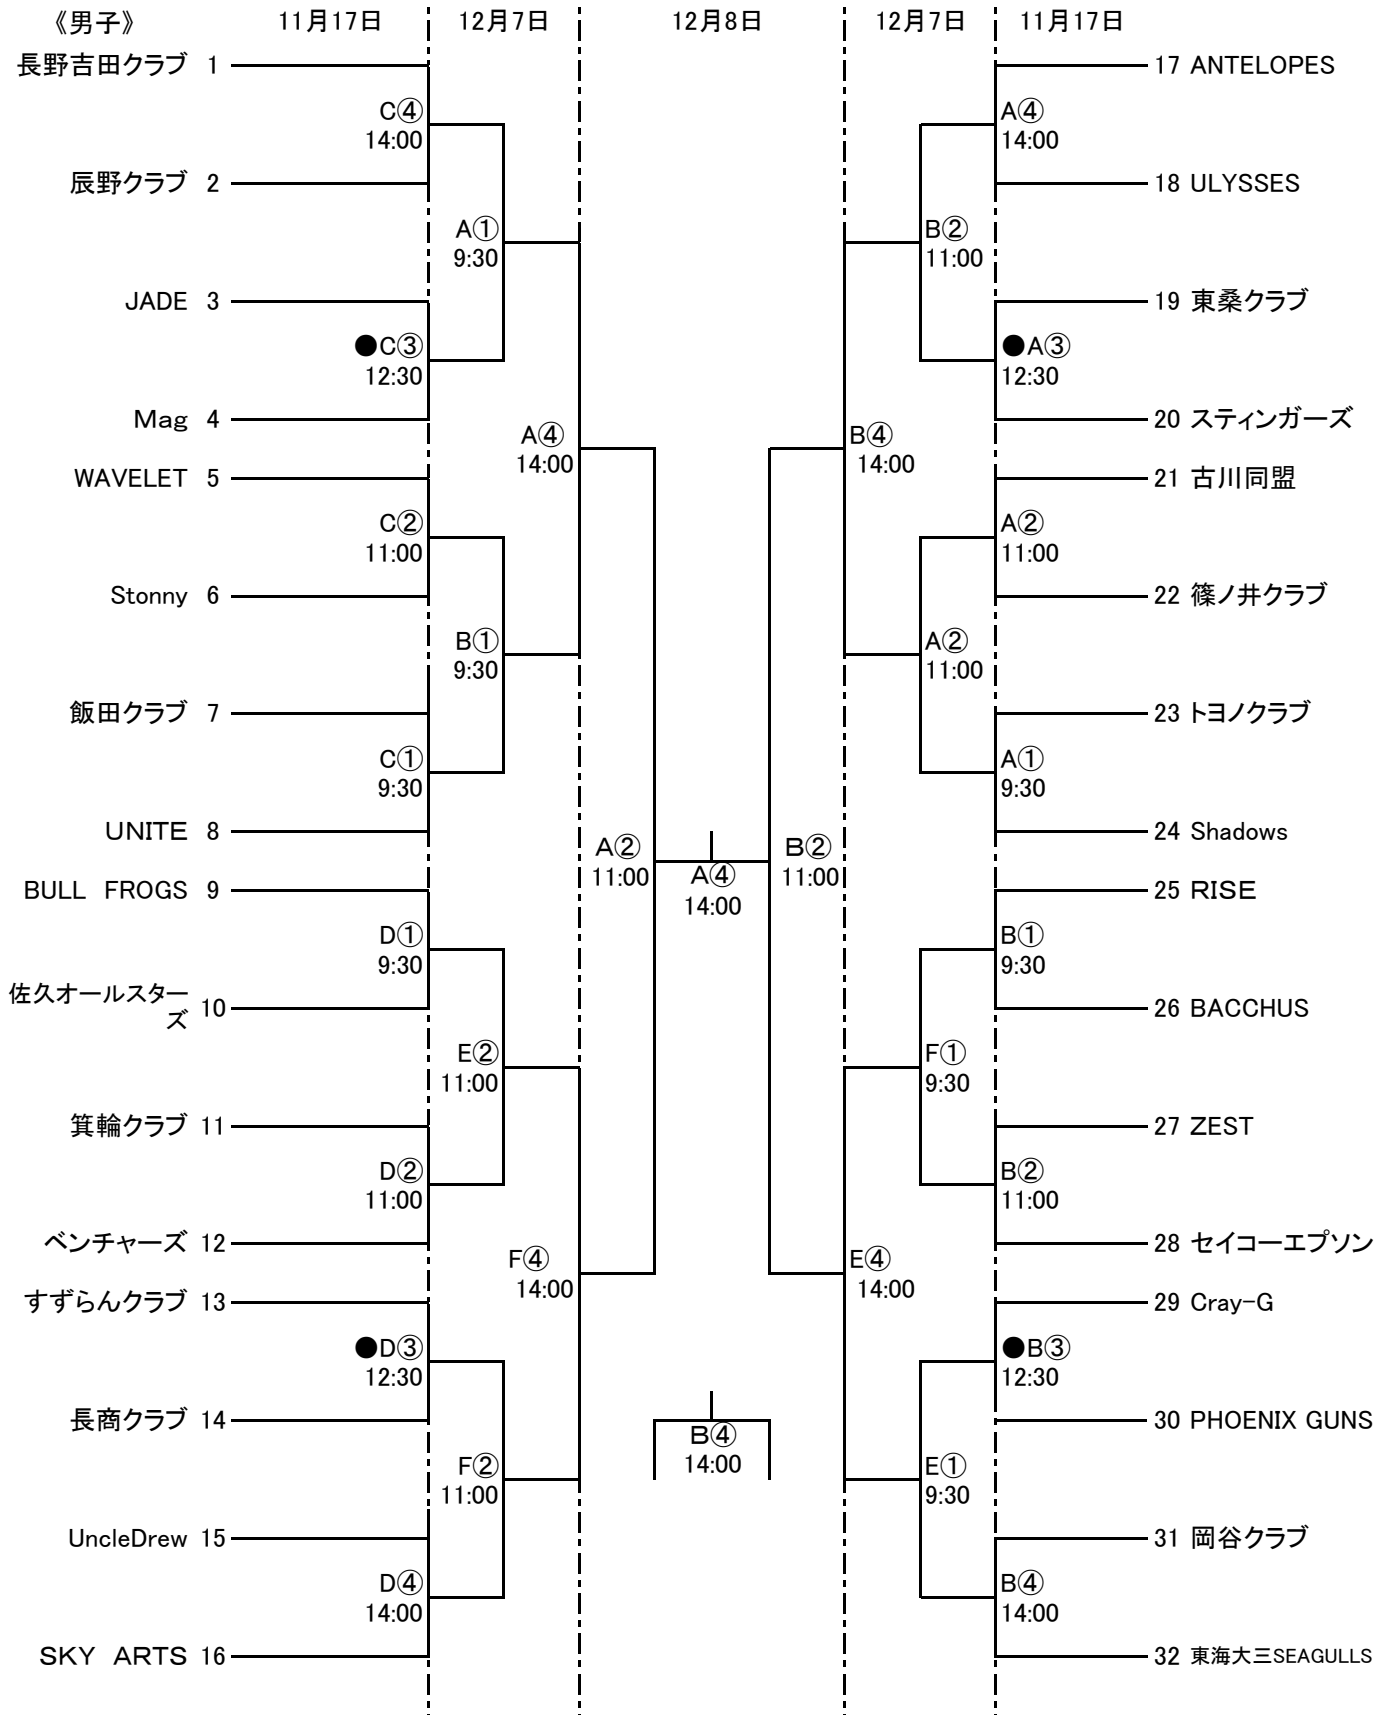 《男子》 11月17日 12月7日 12月8日 12月7日 11月17日
長野吉田クラブ 1 17 ANTELOPES
C④ A④
14:00 14:00
辰野クラブ 2 18 ULYSSES
A① B②
9:30 11:00
JADE 3 19 東桑クラブ
●C③ ●A③
12:30 12:30
Mag 4 20 スティンガーズ
A④ B④
14:00 14:00
WAVELET 5 21 古川同盟
C② A②
11:00 11:00
Stonny 6 22 篠ノ井クラブ
B① A②
9:30 11:00
飯田クラブ 7 23 トヨノクラブ
C① A①
9:30 9:30
UNITE 8 24 Shadows
A② B②
11:00 A④ 11:00
14:00
BULL FROGS 9 25 RISE
D① B①
9:30 9:30
佐久オールスター
ズ 10 26 BACCHUS
E② F①
11:00 9:30
箕輪クラブ 11 27 ZEST
D② B②
11:00 11:00
ベンチャーズ 12 28 セイコーエプソン
F④ E④
14:00 14:00
すずらんクラブ 13 29 Cray-G
●D③ ●B③
12:30 12:30
長商クラブ 14 30 PHOENIX GUNS
B④
14:00
F② E①
11:00 9:30
UncleDrew 15 31 岡谷クラブ
D④ B④
14:00 14:00
SKY ARTS 16 32 東海大三SEAGULLS